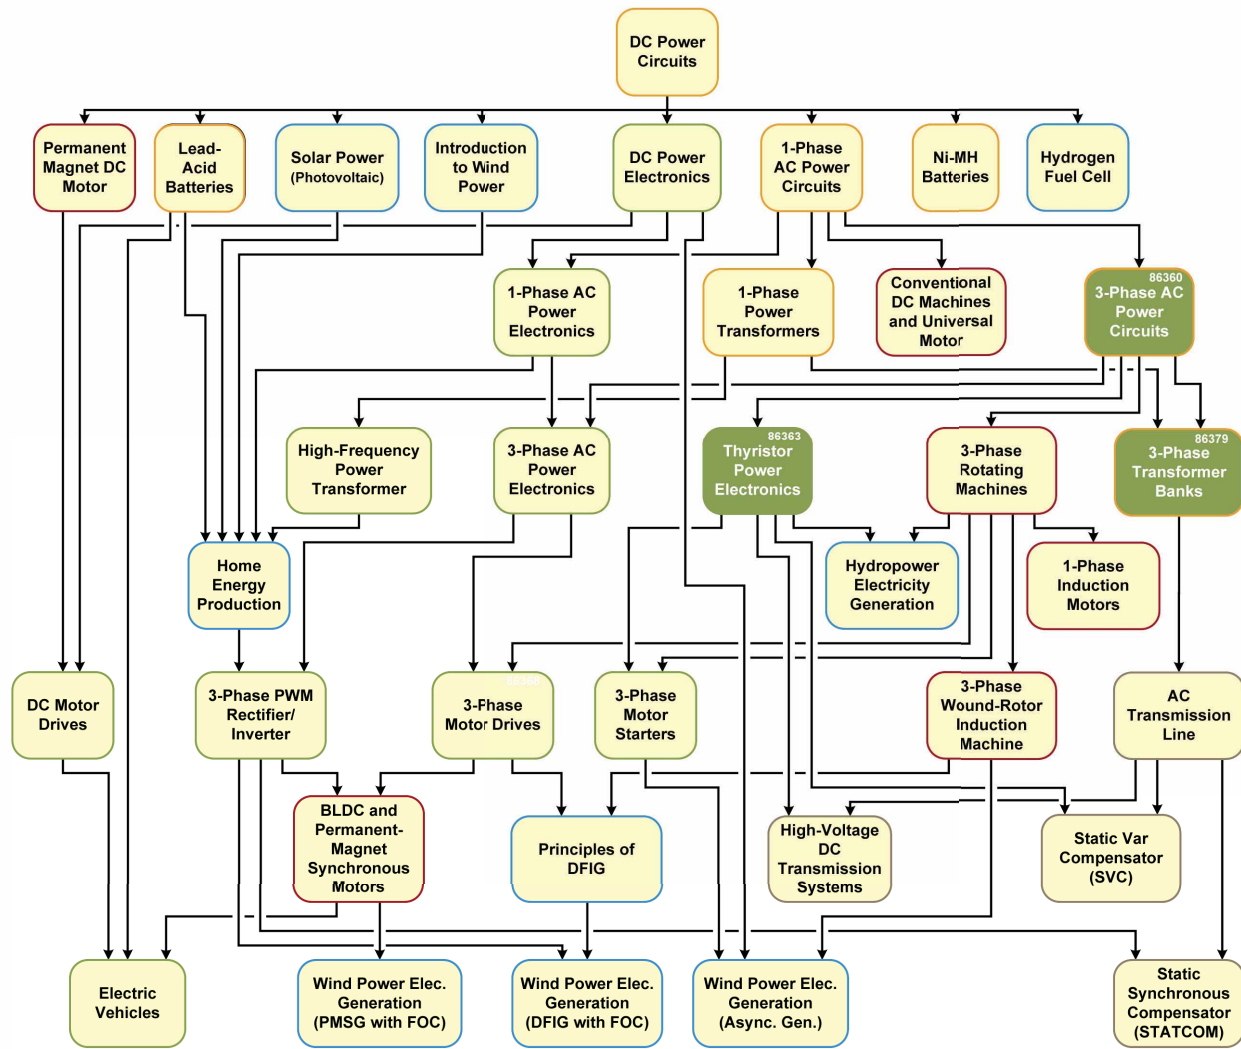 DC Power
Circuits
Permanent
Magnet DC
Motor
Lead-
Acid
Batteries
Solar Power
(Photovoltaic)
Introduction
to Wind
Power
DC Power
Electronics
1-Phase
AC Power
Circuits
Ni-MH
Batteries
Hydrogen
Fuel Cell
1-Phase AC
Power
Electronics
1-Phase
Power
Transformers
Conventional
DC Machines
and Universal
Motor
86360
3-Phase AC
Power
Circuits
High-Frequency
Power
Transformer
3-Phase AC
Power
Electronics
86363
Thyristor
Power
Electronics
3-Phase
Rotating
Machines
86379
3-Phase
Transformer
Banks
Home
Energy
Production
Hydropower
Electricity
Generation
1-Phase
Induction
Motors
DC Motor
Drives
3-Phase PWM
Rectifier/
Inverter
3-Phase
Motor Drives
3-Phase
Motor
Starters
3-Phase
Wound-Rotor
Induction
Machine
AC
Transmission
Line
BLDC and
Permanent-
Magnet
Synchronous
Motors
Principles of
DFIG
High-Voltage
DC
Transmission
Systems
Static Var
Compensator
(SVC)
Electric
Vehicles
Wind Power Elec.
Generation
(PMSG with FOC)
Wind Power Elec.
Generation
(DFIG with FOC)
Wind Power Elec.
Generation
(Async. Gen.)
Static
Synchronous
Compensator
(STATCOM)